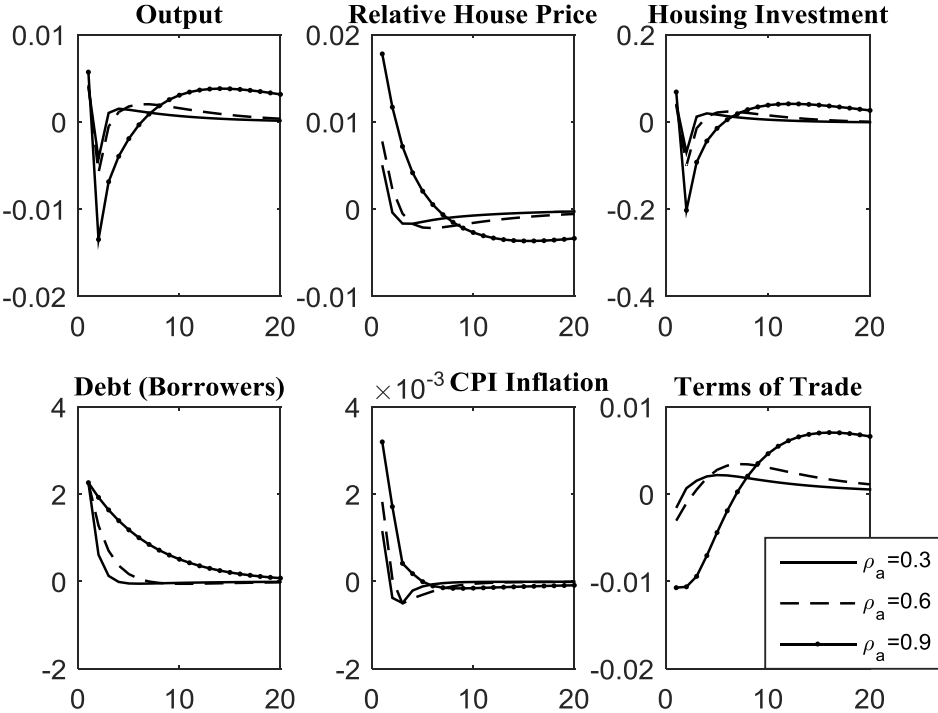 Output
0.01
0
-0.01
-0.02
0 10 20
Relative House Price
0.02
0.01
0
-0.01
0 10 20
Housing Investment
0.2
0
-0.2
-0.4
0 10 20
Debt (Borrowers)
4
2
0
-2
0 10 20
×10⁻³ CPI Inflation
4
2
0
-2
0 10 20
Terms of Trade
0.01
0
-0.01
-0.02
0 10 20
ρₐ=0.3
ρₐ=0.6
ρₐ=0.9